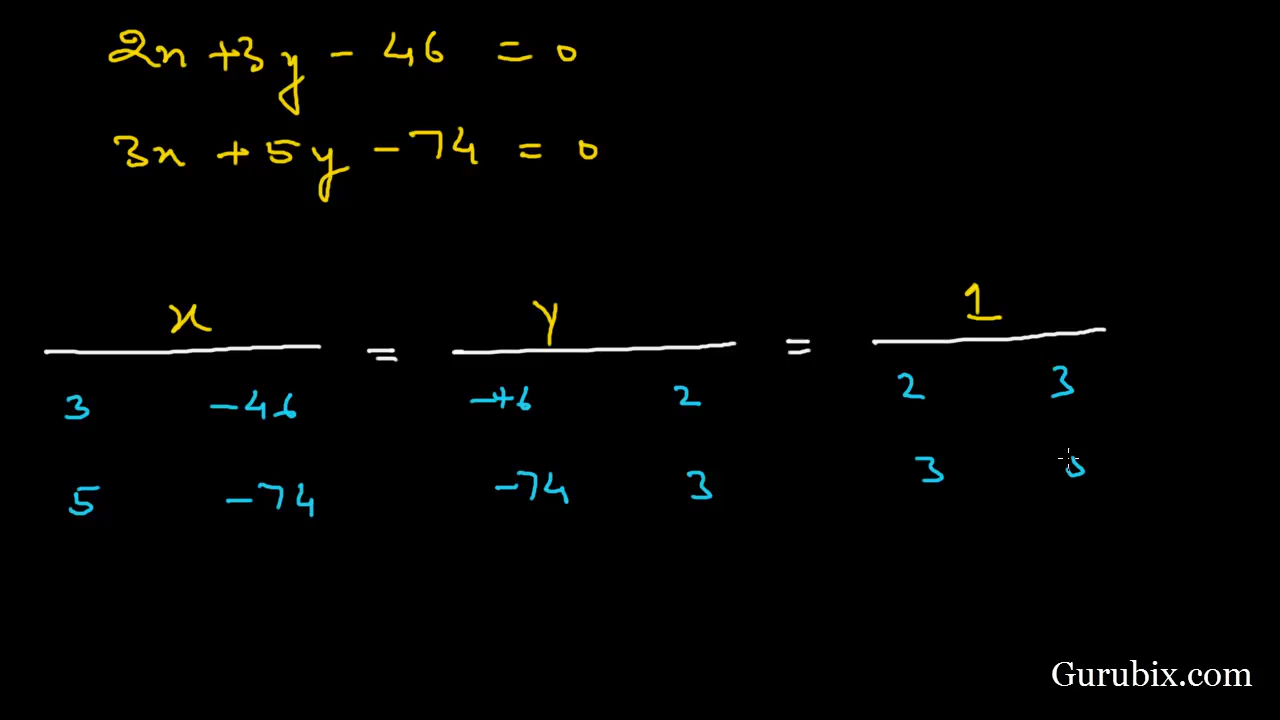 2x + 3y - 46 = 0
3x + 5y - 74 = 0
x = y = 1
3 -46 -46 2 2 3
5 -74 -74 3 3
Gurubix.com